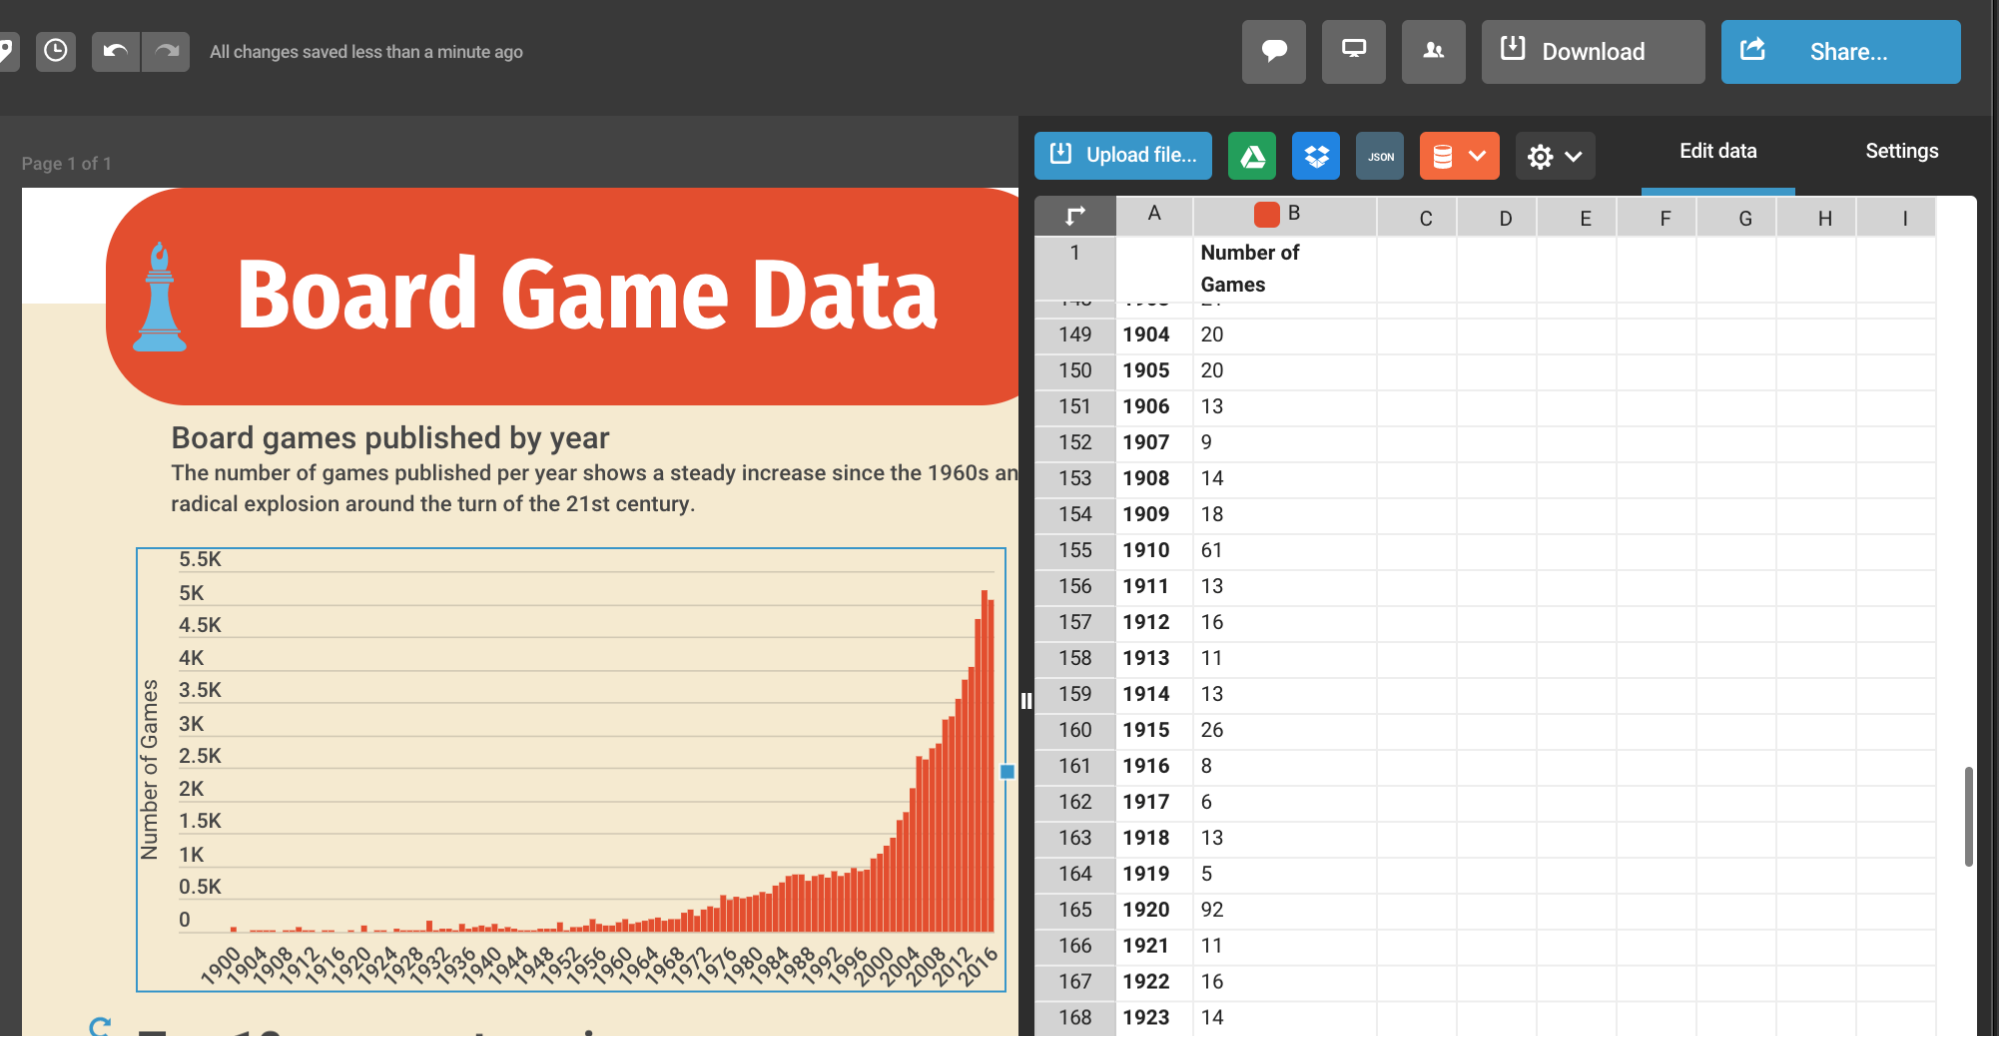 All changes saved less than a minute ago
Download
Share...
Page 1 of 1
Upload file...
JSON
Edit data
Settings
Board Game Data
Board games published by year
The number of games published per year shows a steady increase since the 1960s an
radical explosion around the turn of the 21st century.
Number of Games
5.5K
5K
4.5K
4K
3.5K
3K
2.5K
2K
1.5K
1K
0.5K
0
1900 1904 1908 1912 1916 1920 1924 1928 1932 1936 1940 1944 1948 1952 1956 1960 1964 1968 1972 1976 1980 1984 1988 1992 1996 2000 2004 2008 2012 2016
A B C D E F G H I
1 Number of
Games
149 1904 20
150 1905 20
151 1906 13
152 1907 9
153 1908 14
154 1909 18
155 1910 61
156 1911 13
157 1912 16
158 1913 11
159 1914 13
160 1915 26
161 1916 8
162 1917 6
163 1918 13
164 1919 5
165 1920 92
166 1921 11
167 1922 16
168 1923 14